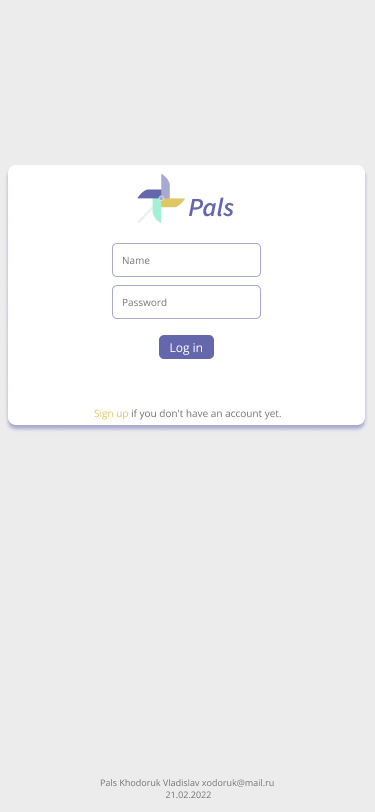 Pals
Name
Password
Log in
Sign up if you don't have an account yet.
Pals Khodoruk Vladislav xodoruk@mail.ru
21.02.2022